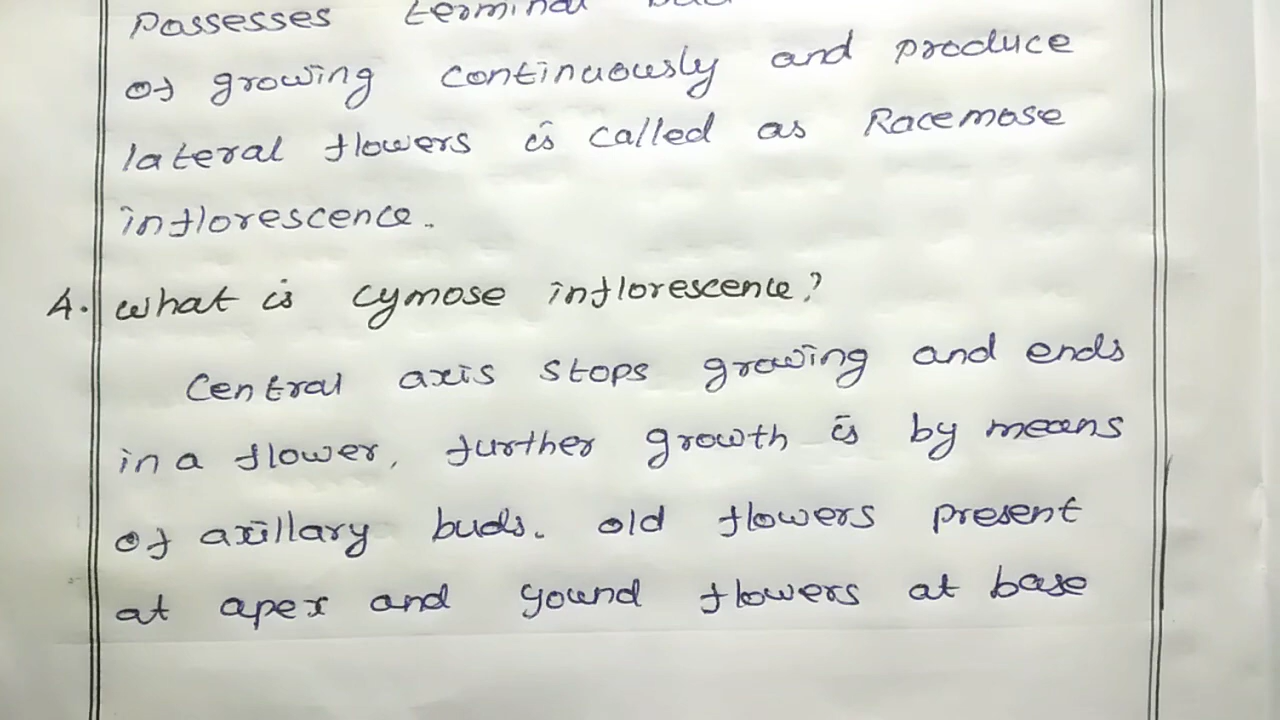 Possesses terminal bud
of growing continuously and produce
lateral flowers is called as Racemose
inflorescence.
4. what is cymose inflorescence?
Central axis stops growing and ends
in a flower, further growth is by means
of axillary buds. old flowers present
at apex and yound flowers at base